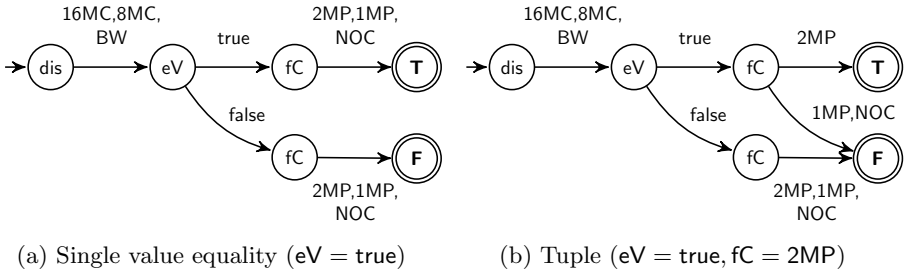 16MC,8MC,
BW
true
2MP,1MP,
NOC
dis
eV
fC
T
false
fC
F
2MP,1MP,
NOC
(a) Single value equality (eV = true)
16MC,8MC,
BW
true
2MP
dis
eV
fC
T
false
1MP,NOC
fC
F
2MP,1MP,
NOC
(b) Tuple (eV = true, fC = 2MP)